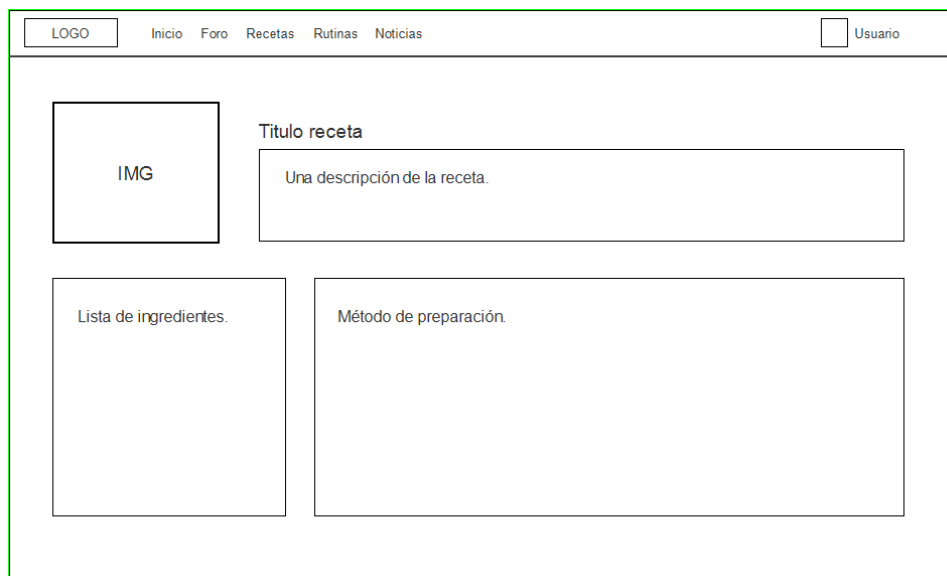 LOGO Inicio Foro Recetas Rutinas Noticias Usuario
IMG
Titulo receta
Una descripción de la receta.
Lista de ingredientes.
Método de preparación.